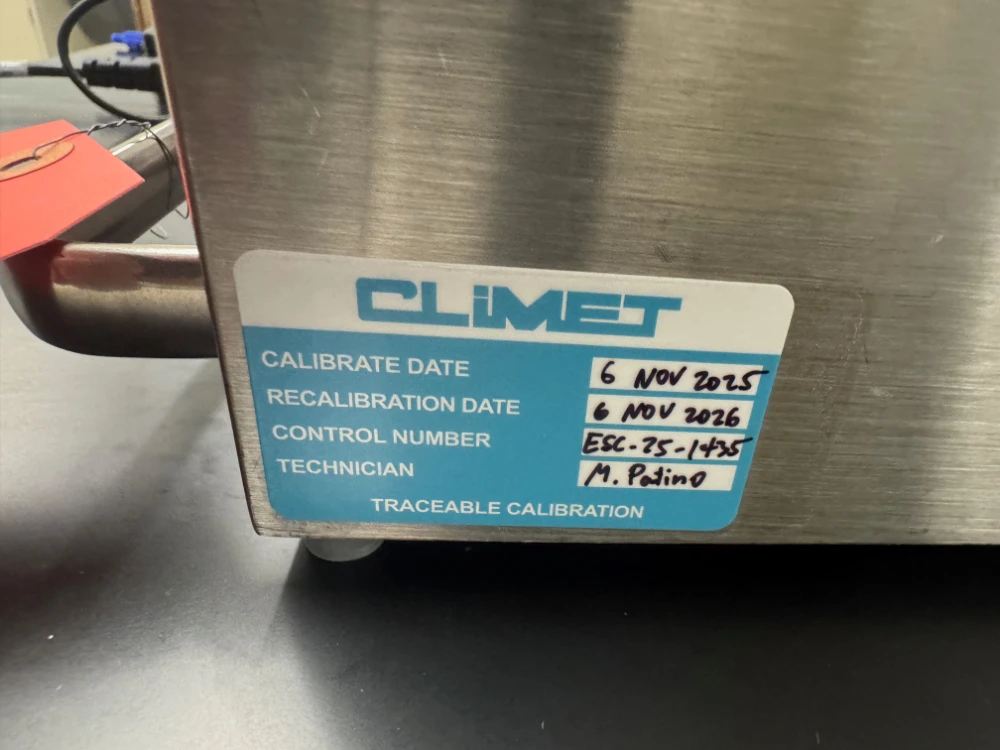 CLiMET
CALIBRATE DATE 6 NOV 2025
RECALIBRATION DATE 6 NOV 2026
CONTROL NUMBER ESC-25-1435
TECHNICIAN M. Patino
TRACEABLE CALIBRATION